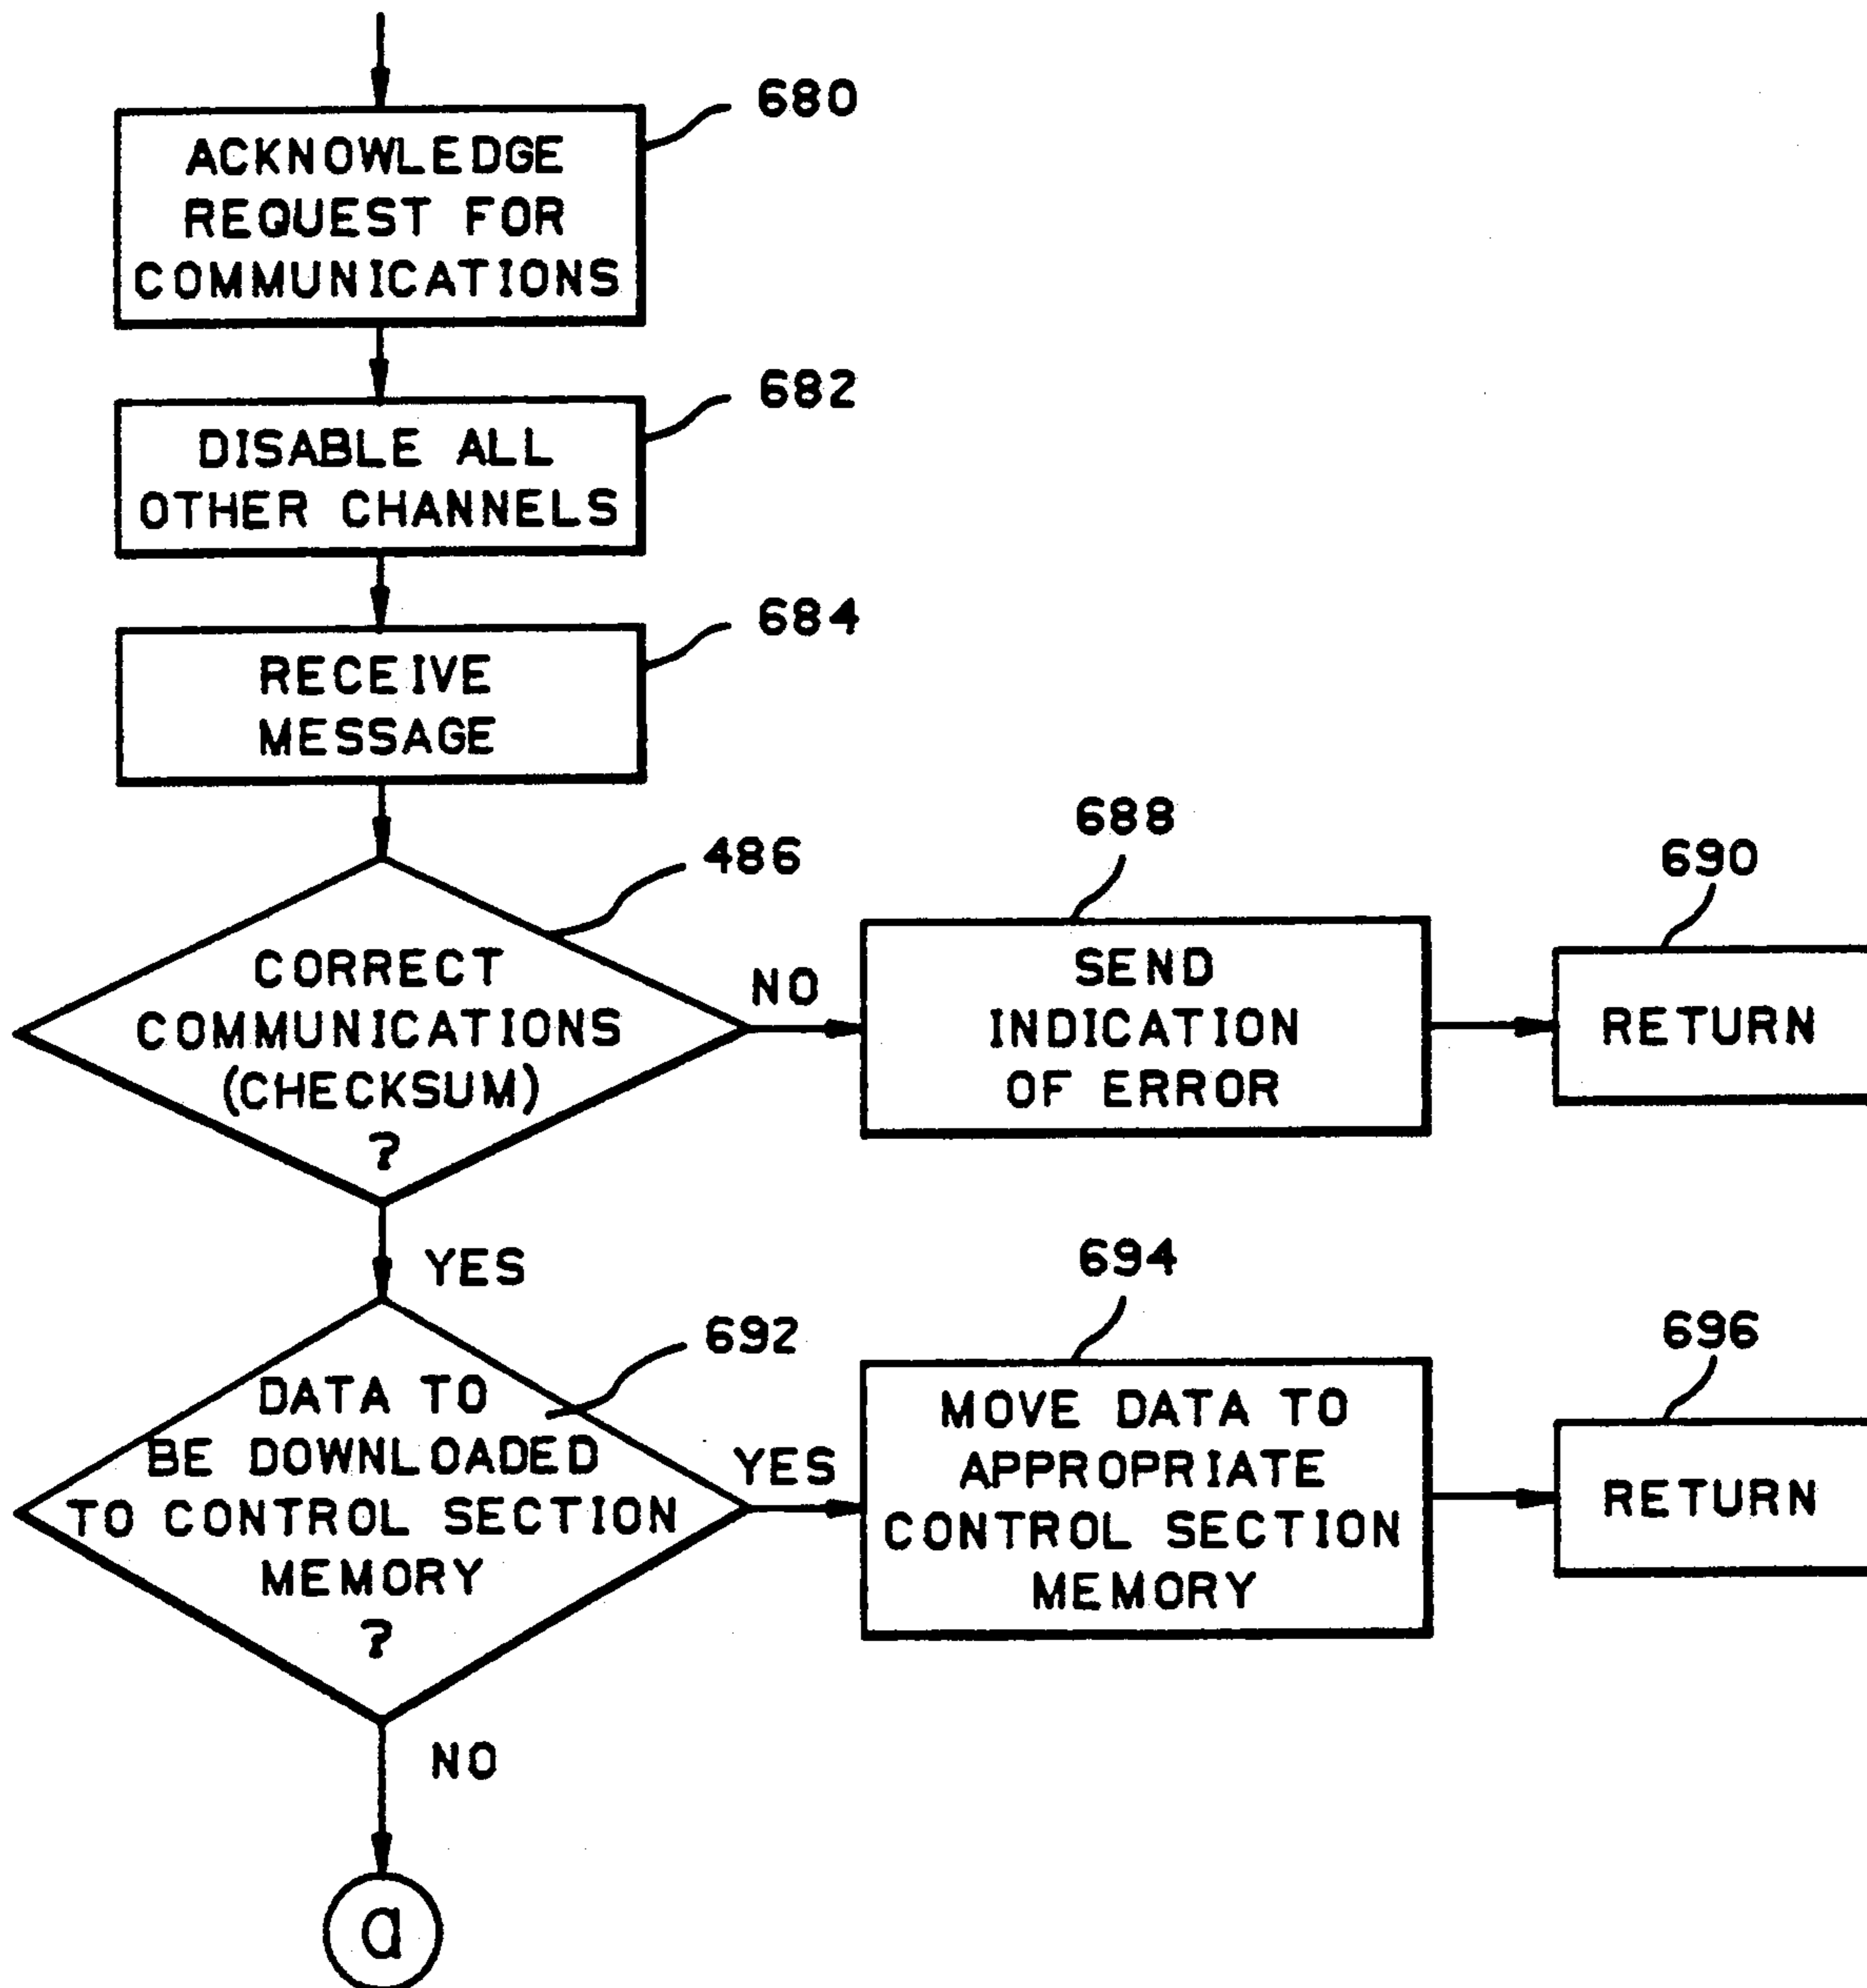 680
ACKNOWLEDGE
REQUEST FOR
COMMUNICATIONS
682
DISABLE ALL
OTHER CHANNELS
684
RECEIVE
MESSAGE
486
CORRECT
COMMUNICATIONS
(CHECKSUM)
?
NO
688
SEND
INDICATION
OF ERROR
690
RETURN
YES
692
DATA TO
BE DOWNLOADED
TO CONTROL SECTION
MEMORY
?
YES
694
MOVE DATA TO
APPROPRIATE
CONTROL SECTION
MEMORY
696
RETURN
NO
a